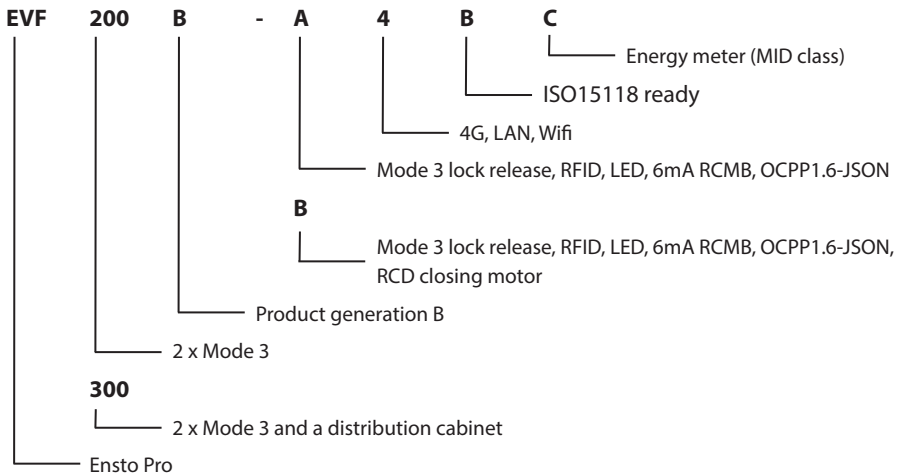 EVF 200 B - A 4 B C
Energy meter (MID class)
ISO15118 ready
4G, LAN, Wifi
Mode 3 lock release, RFID, LED, 6mA RCMB, OCPP1.6-JSON
B
Mode 3 lock release, RFID, LED, 6mA RCMB, OCPP1.6-JSON,
RCD closing motor
Product generation B
2 x Mode 3
300
2 x Mode 3 and a distribution cabinet
Ensto Pro